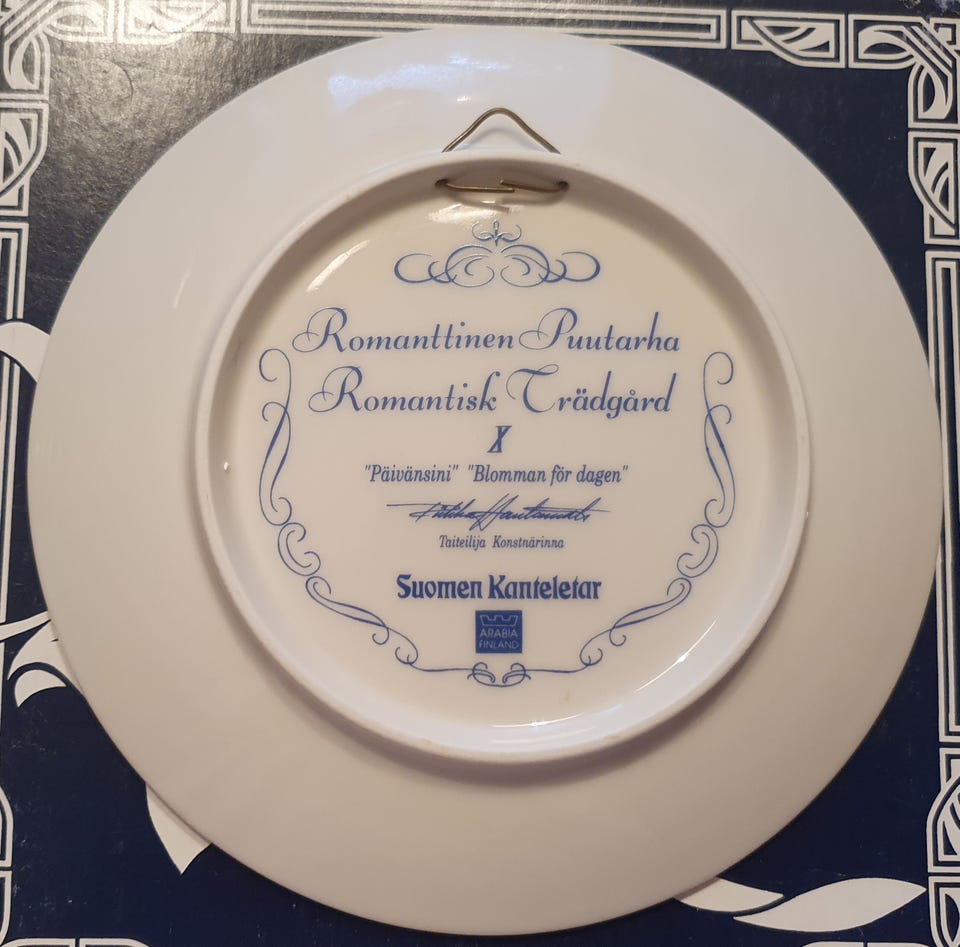 Romanttinen Puutarha
Romantisk Trädgård
X
"Päivänsini" "Blomman för dagen"
Taiteilija Konstnärinna
Suomen Kanteletar
ARABIA
FINLAND